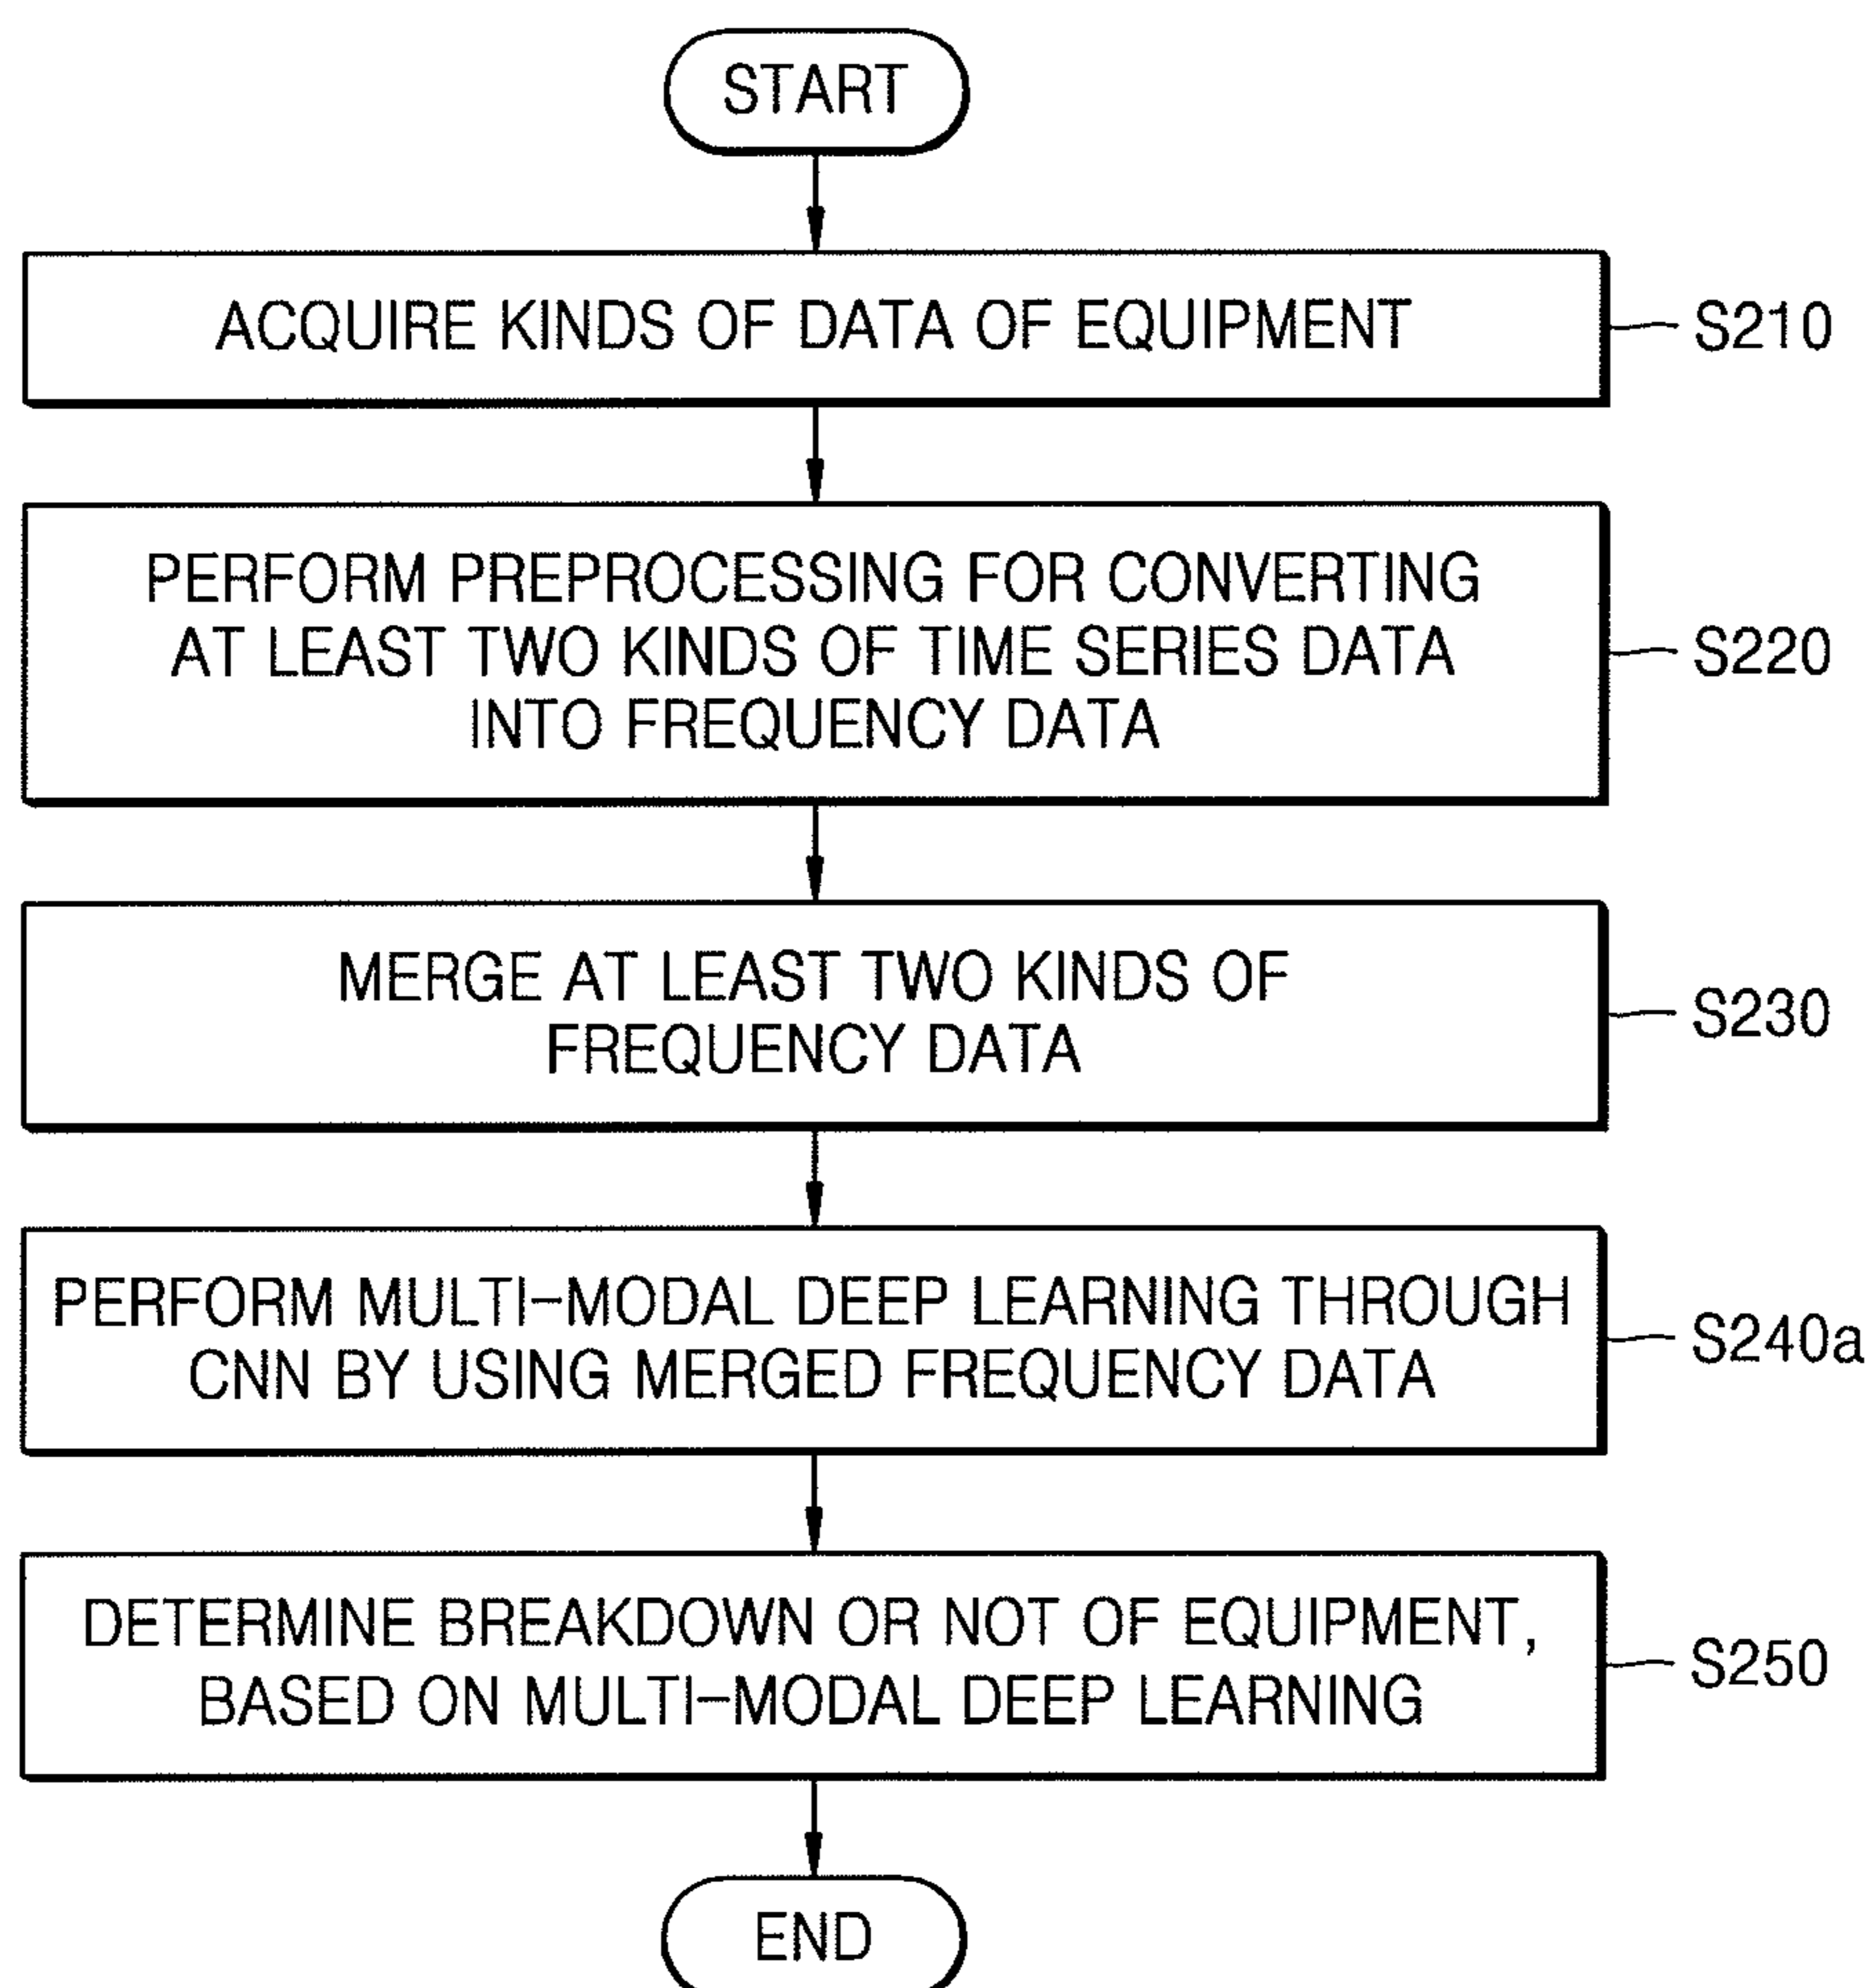 START
ACQUIRE KINDS OF DATA OF EQUIPMENT
S210
PERFORM PREPROCESSING FOR CONVERTING
AT LEAST TWO KINDS OF TIME SERIES DATA
INTO FREQUENCY DATA
S220
MERGE AT LEAST TWO KINDS OF
FREQUENCY DATA
S230
PERFORM MULTI-MODAL DEEP LEARNING THROUGH
CNN BY USING MERGED FREQUENCY DATA
S240a
DETERMINE BREAKDOWN OR NOT OF EQUIPMENT,
BASED ON MULTI-MODAL DEEP LEARNING
S250
END